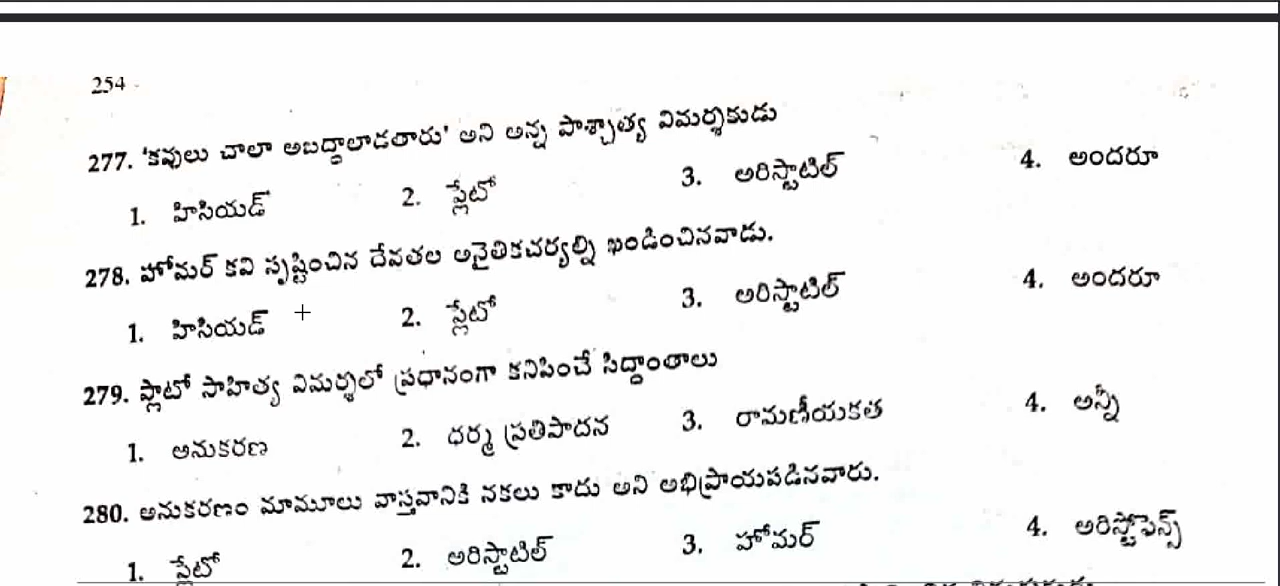 254
277. 'కవులు చాలా అబద్ధాలాడతారు' అని అన్న పాశ్చాత్య విమర్శకుడు
1. హిసియడ్ 2. ప్లేటో 3. అరిస్టాటిల్ 4. అందరూ
278. హోమర్ కవి సృష్టించిన దేవతల అనైతికచర్యల్ని ఖండించినవాడు.
1. హిసియడ్ 2. ప్లేటో 3. అరిస్టాటిల్ 4. అందరూ
279. ప్లాటో సాహిత్య విమర్శలో ప్రధానంగా కనిపించే సిద్ధాంతాలు
1. అనుకరణ 2. ధర్మ ప్రతిపాదన 3. రామణీయకత 4. అన్నీ
280. అనుకరణం మామూలు వాస్తవానికి నకలు కాదు అని అభిప్రాయపడినవారు.
1. ప్లేటో 2. అరిస్టాటిల్ 3. హోమర్ 4. అరిస్టోఫెన్స్